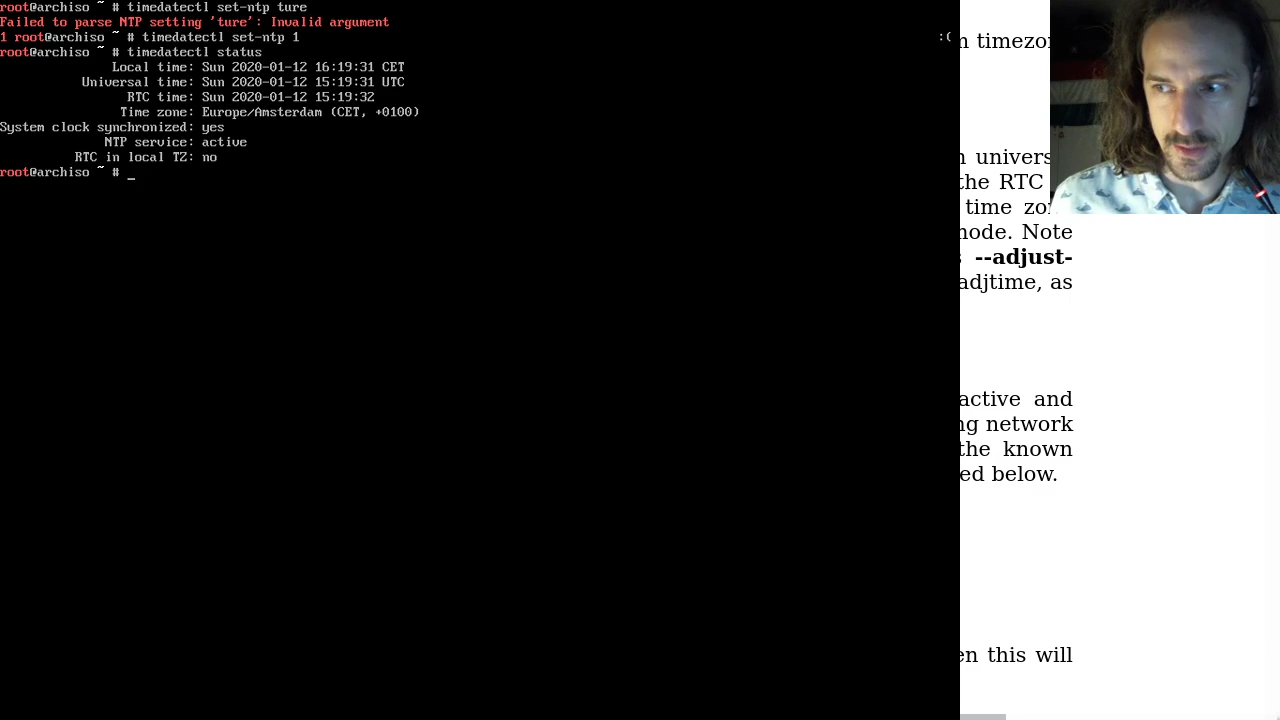 root@archiso ~ # timedatectl set-ntp ture
Failed to parse NTP setting 'ture': Invalid argument
1 root@archiso ~ # timedatectl set-ntp 1 :(
root@archiso ~ # timedatectl status
Local time: Sun 2020-01-12 16:19:31 CET
Universal time: Sun 2020-01-12 15:19:31 UTC
RTC time: Sun 2020-01-12 15:19:32
Time zone: Europe/Amsterdam (CET, +0100)
System clock synchronized: yes
NTP service: active
RTC in local TZ: no
root@archiso ~ # _
timezo
univers
the RTC
time zo
node. Note
--adjust-
adjtime, as
active and
ng network
the known
ed below.
en this will